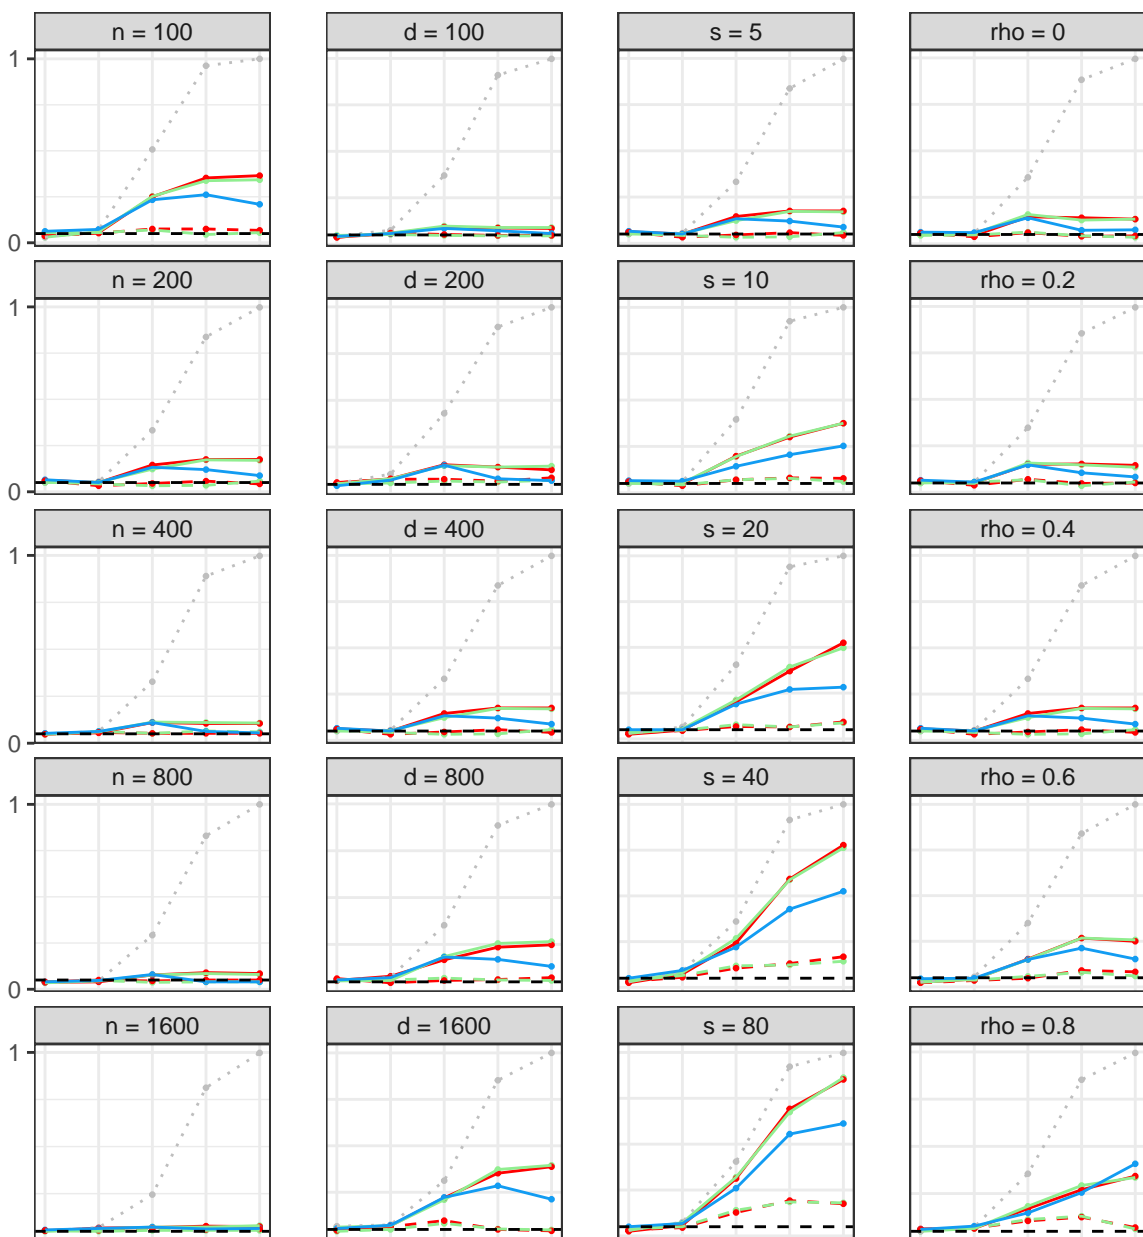 n = 100 d = 100 s = 5 rho = 0
1
0
n = 200 d = 200 s = 10 rho = 0.2
1
0
n = 400 d = 400 s = 20 rho = 0.4
1
0
n = 800 d = 800 s = 40 rho = 0.6
1
0
n = 1600 d = 1600 s = 80 rho = 0.8
1